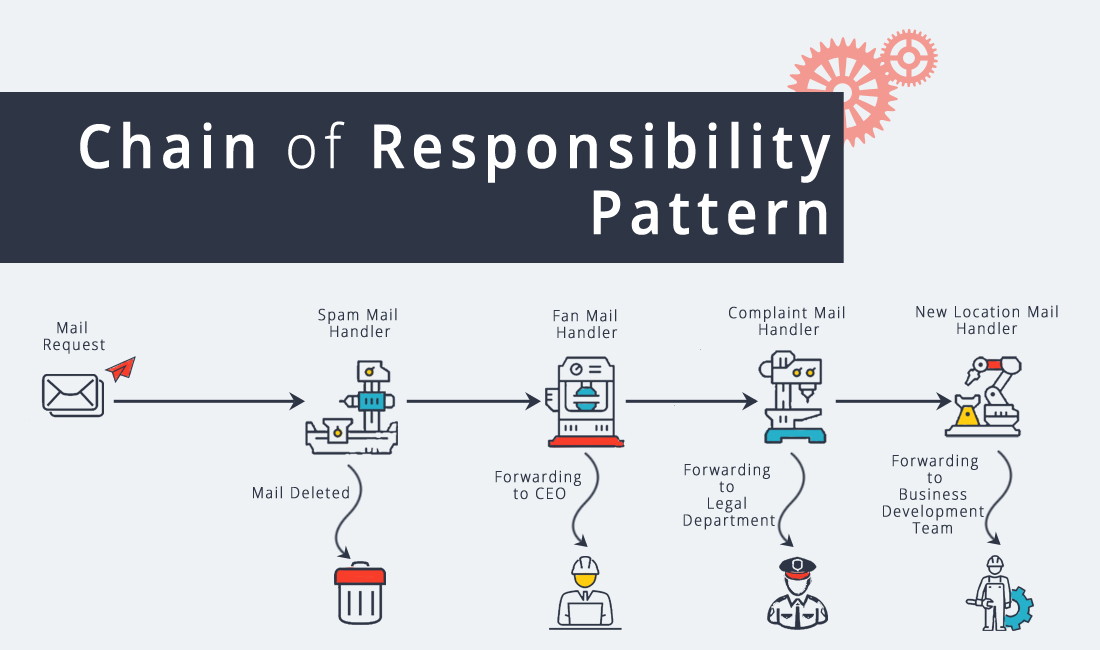 Chain of Responsibility
Pattern
Mail
Request
Spam Mail
Handler
Fan Mail
Handler
Complaint Mail
Handler
New Location Mail
Handler
Mail Deleted
Forwarding
to CEO
Forwarding
to
Legal
Department
Forwarding
to
Business
Development
Team